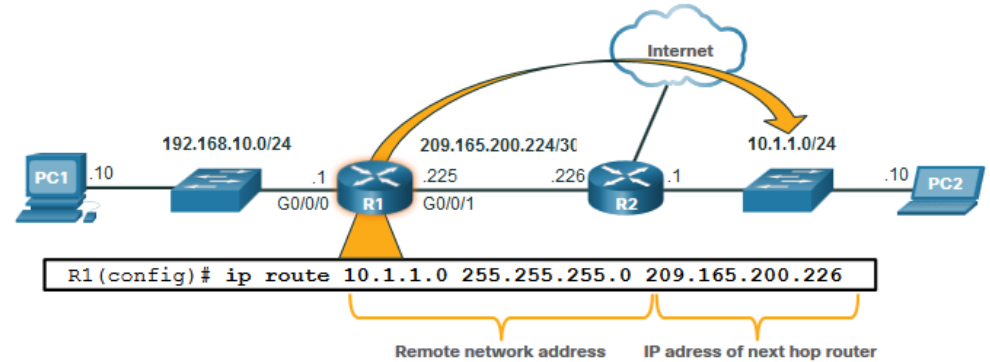 Internet
192.168.10.0/24
209.165.200.224/30
10.1.1.0/24
PC1
.10
.1
G0/0/0
R1
.225
G0/0/1
.226
R2
.1
.10
PC2
R1(config)# ip route 10.1.1.0 255.255.255.0 209.165.200.226
Remote network address
IP adress of next hop router